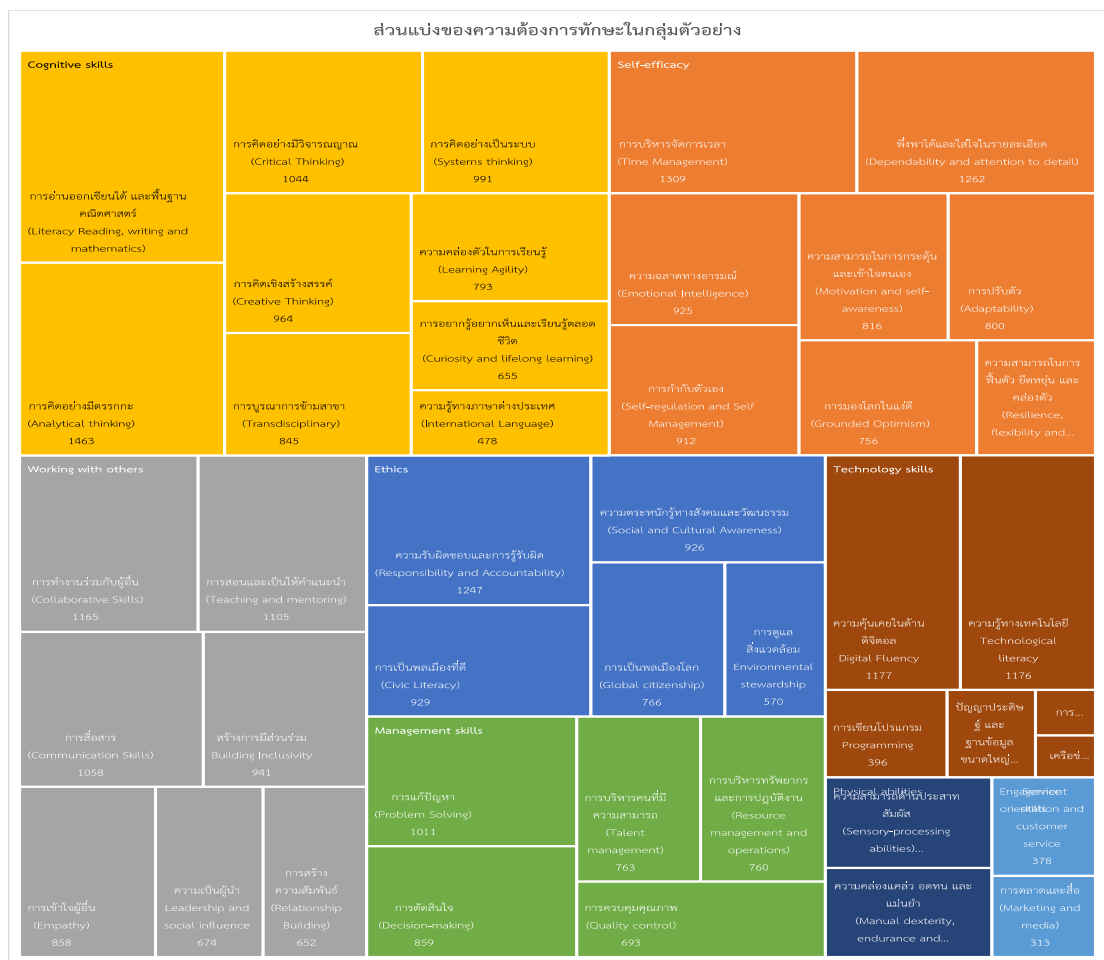 ส่วนแบ่งของความต้องการทักษะในกลุ่มตัวอย่าง
Cognitive skills
การอ่านออกเขียนได้ และพื้นฐาน
คณิตศาสตร์
(Literacy Reading, writing and
mathematics)
การคิดอย่างมีตรรกกะ
(Analytical thinking)
1463
การคิดอย่างมีวิจารณญาณ
(Critical Thinking)
1044
การคิดอย่างเป็นระบบ
(Systems thinking)
991
การคิดเชิงสร้างสรรค์
(Creative Thinking)
964
ความคล่องตัวในการเรียนรู้
(Learning Agility)
793
การอยากรู้อยากเห็นและเรียนรู้ตลอด
ชีวิต
(Curiosity and lifelong learning)
655
การบูรณาการข้ามสาขา
(Transdisciplinary)
845
ความรู้ทางภาษาต่างประเทศ
(International Language)
478
Self-efficacy
การบริหารจัดการเวลา
(Time Management)
1309
พึ่งพาได้และใส่ใจในรายละเอียด
(Dependability and attention to detail)
1262
ความฉลาดทางอารมณ์
(Emotional Intelligence)
925
ความสามารถในการกระตุ้น
และเข้าใจตนเอง
(Motivation and self-
awareness)
816
การปรับตัว
(Adaptability)
800
การกำกับตัวเอง
(Self-regulation and Self
Management)
912
การมองโลกในแง่ดี
(Grounded Optimism)
756
ความสามารถในการ
ฟื้นตัว ยืดหยุ่น และ
คล่องตัว
(Resilience,
flexibility and...
Working with others
การทำงานร่วมกับผู้อื่น
(Collaborative Skills)
1165
การสอนและเป็นให้คำแนะนำ
(Teaching and mentoring)
1105
การสื่อสาร
(Communication Skills)
1058
สร้างการมีส่วนร่วม
Building Inclusivity
941
การเข้าใจผู้อื่น
(Empathy)
858
ความเป็นผู้นำ
Leadership and
social influence
674
การสร้าง
ความสัมพันธ์
(Relationship
Building)
652
Ethics
ความรับผิดชอบและการรู้รับผิด
(Responsibility and Accountability)
1247
ความตระหนักรู้ทางสังคมและวัฒนธรรม
(Social and Cultural Awareness)
926
การเป็นพลเมืองที่ดี
(Civic Literacy)
929
การเป็นพลเมืองโลก
(Global citizenship)
766
การดูแล
สิ่งแวดล้อม
Environmental
stewardship
570
Management skills
การแก้ปัญหา
(Problem Solving)
1011
การบริหารคนที่มี
ความสามารถ
(Talent
management)
763
การบริหารทรัพยากร
และการปฎบัติงาน
(Resource
management and
operations)
760
การตัดสินใจ
(Decision-making)
859
การควบคุมคุณภาพ
(Quality control)
693
Technology skills
ความคุ้นเคยในด้าน
ดิจิตอล
Digital Fluency
1177
ความรู้ทางเทคโนโลยี
Technological
literacy
1176
การเขียนโปรแกรม
Programming
396
ปัญญาประดิษ
ฐ์ และ
ฐานข้อมูล
ขนาดใหญ่...
การ...
เครือข่...
Physical abilities
ความสามารถด้านประสาท
สัมผัส
(Sensory-processing
abilities)...
ความคล่องแคล่ว อดทน และ
แม่นยำ
(Manual dexterity,
endurance and...
Engagement
skills
Service
orientation and
customer
service
378
การตลาดและสื่อ
(Marketing and
media)
313